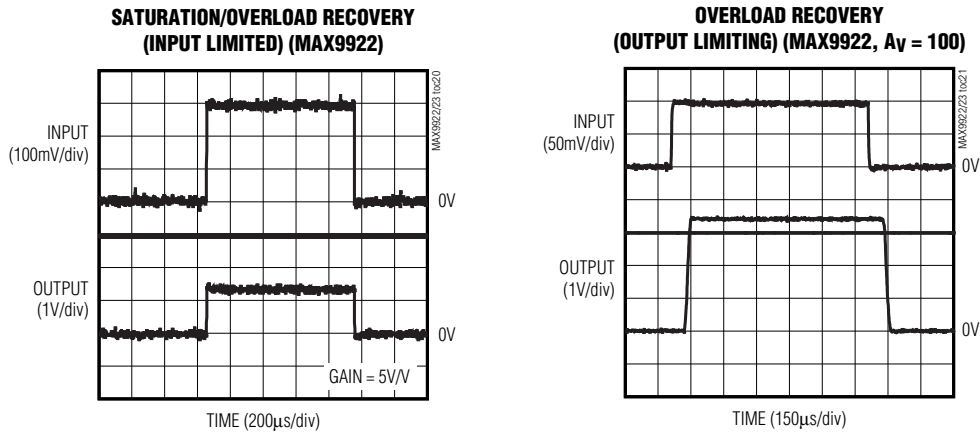 SATURATION/OVERLOAD RECOVERY
(INPUT LIMITED) (MAX9922)
MAX9922/23 toc20
INPUT
(100mV/div)
0V
OUTPUT
(1V/div)
0V
GAIN = 5V/V
TIME (200μs/div)
OVERLOAD RECOVERY
(OUTPUT LIMITING) (MAX9922, AV = 100)
MAX9922/23 toc21
INPUT
(50mV/div)
0V
OUTPUT
(1V/div)
0V
TIME (150μs/div)